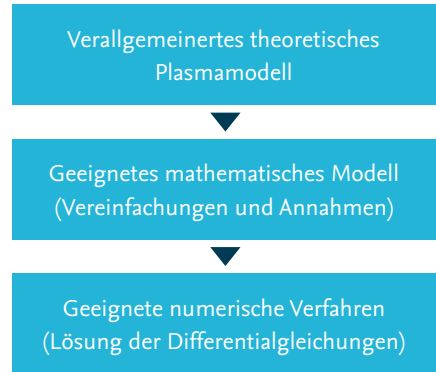 Verallgemeinertes theoretisches
Plasmamodell
Geeignetes mathematisches Modell
(Vereinfachungen und Annahmen)
Geeignete numerische Verfahren
(Lösung der Differentialgleichungen)